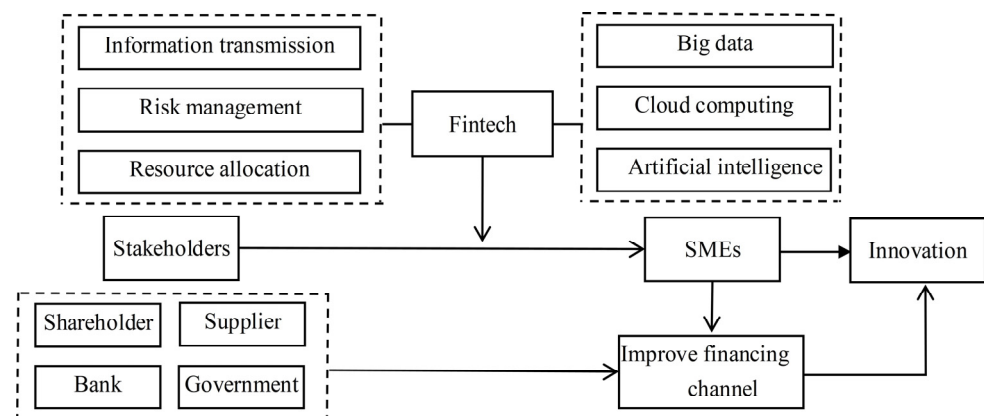 Information transmission
Risk management
Resource allocation
Fintech
Big data
Cloud computing
Artificial intelligence
Stakeholders
SMEs
Innovation
Shareholder
Supplier
Bank
Government
Improve financing
channel